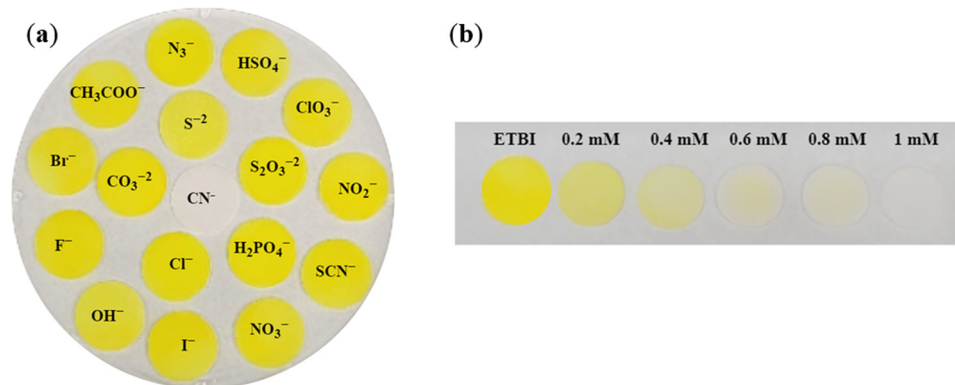 (a)
N₃⁻
HSO₄⁻
CH₃COO⁻
ClO₃⁻
S⁻²
Br⁻
CO₃⁻²
S₂O₃⁻²
NO₂⁻
CN⁻
F⁻
Cl⁻
H₂PO₄⁻
SCN⁻
OH⁻
I⁻
NO₃⁻
(b)
ETBI 0.2 mM 0.4 mM 0.6 mM 0.8 mM 1 mM